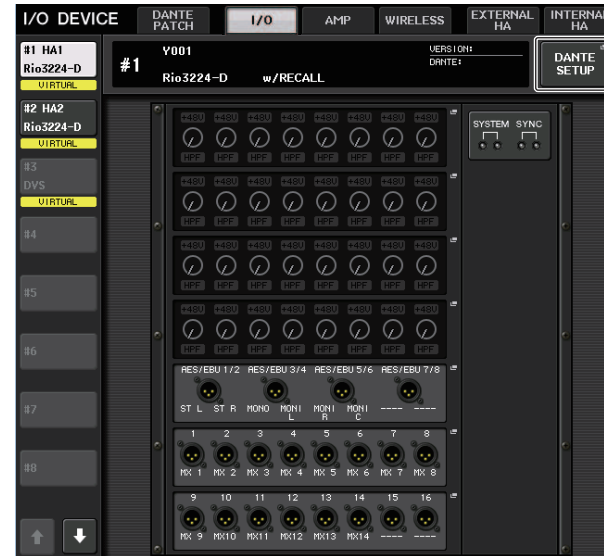 I/O DEVICE
DANTE PATCH
I/O
AMP
WIRELESS
EXTERNAL HA
INTERNAL HA
#1 HA1
Rio3224-D
VIRTUAL
#2 HA2
Rio3224-D
VIRTUAL
#3
DVS
VIRTUAL
#4
#5
#6
#7
#8
#1
Y001
Rio3224-D w/RECALL
VERSION:
DANTE:
DANTE SETUP
+48V +48V +48V +48V +48V +48V +48V +48V
HPF HPF HPF HPF HPF HPF HPF HPF
+48V +48V +48V +48V +48V +48V +48V +48V
HPF HPF HPF HPF HPF HPF HPF HPF
+48V +48V +48V +48V +48V +48V +48V +48V
HPF HPF HPF HPF HPF HPF HPF HPF
+48V +48V +48V +48V +48V +48V +48V +48V
HPF HPF HPF HPF HPF HPF HPF HPF
SYSTEM SYNC
AES/EBU 1/2 AES/EBU 3/4 AES/EBU 5/6 AES/EBU 7/8
ST L ST R MONO MONI L MONI R MONI C ---- ----
1 2 3 4 5 6 7 8
MX 1 MX 2 MX 3 MX 4 MX 5 MX 6 MX 7 MX 8
9 10 11 12 13 14 15 16
MX 9 MX10 MX11 MX12 MX13 MX14 ---- ----